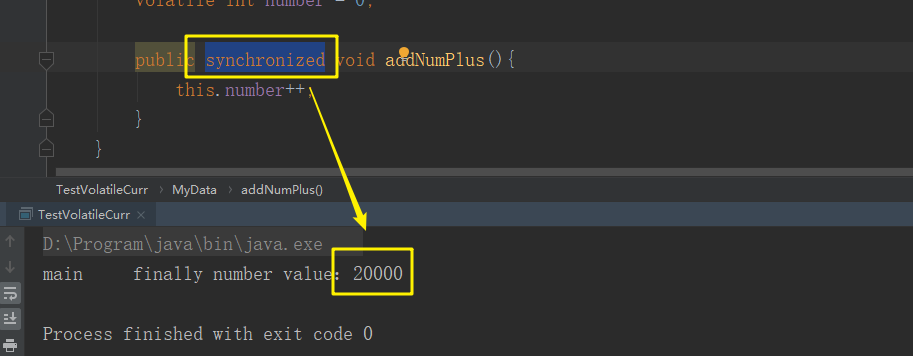 volatile int number = 0;
public synchronized void addNumPlus(){
this.number++;
}
}
TestVolatileCurr › MyData › addNumPlus()
TestVolatileCurr ×
D:\Program\java\bin\java.exe
main finally number value: 20000
Process finished with exit code 0